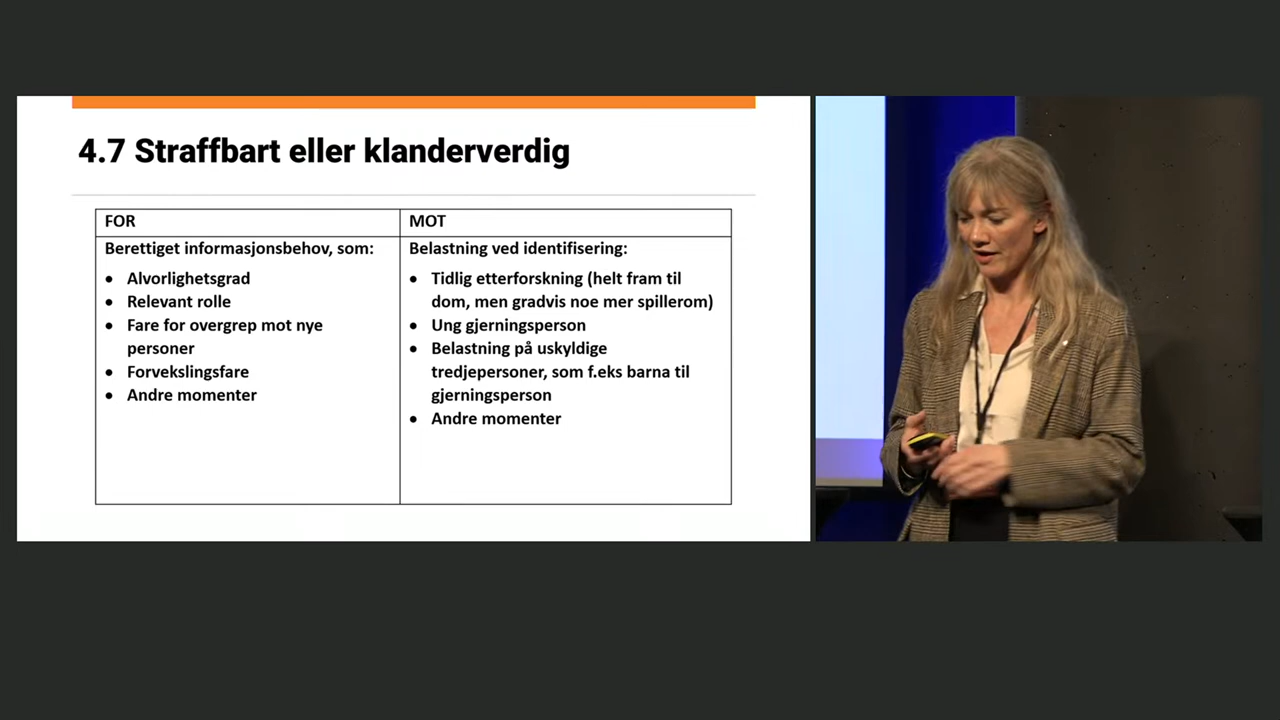 4.7 Straffbart eller klanderverdig
FOR
Berettiget informasjonsbehov, som:
• Alvorlighetsgrad
• Relevant rolle
• Fare for overgrep mot nye
personer
• Forvekslingsfare
• Andre momenter
MOT
Belastning ved identifisering:
• Tidlig etterforskning (helt fram til
dom, men gradvis noe mer spillerom)
• Ung gjerningsperson
• Belastning på uskyldige
tredjepersoner, som f.eks barna til
gjerningsperson
• Andre momenter